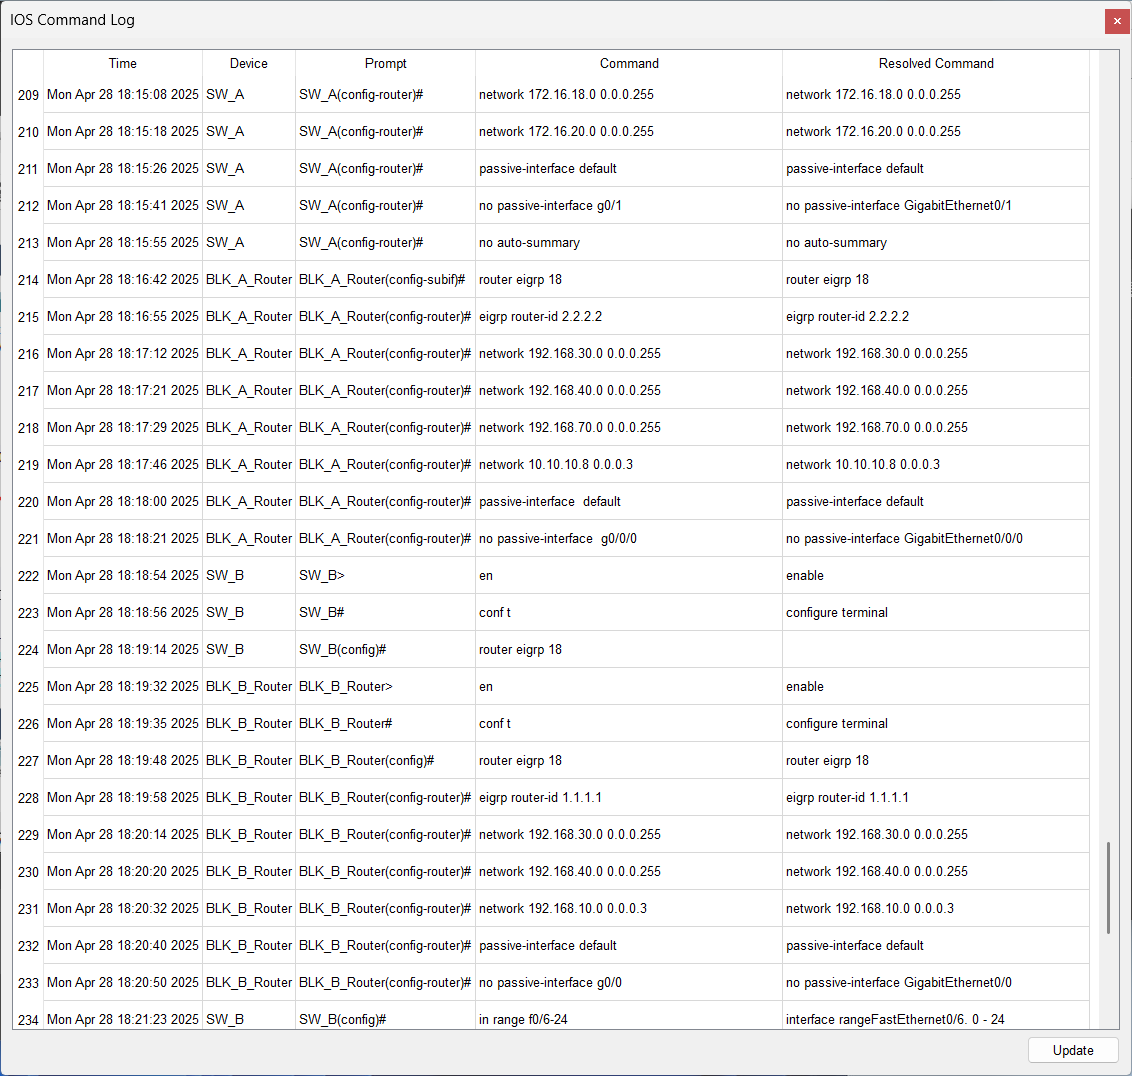 IOS Command Log
Time Device Prompt Command Resolved Command
209 Mon Apr 28 18:15:08 2025 SW_A SW_A(config-router)# network 172.16.18.0 0.0.0.255 network 172.16.18.0 0.0.0.255
210 Mon Apr 28 18:15:18 2025 SW_A SW_A(config-router)# network 172.16.20.0 0.0.0.255 network 172.16.20.0 0.0.0.255
211 Mon Apr 28 18:15:26 2025 SW_A SW_A(config-router)# passive-interface default passive-interface default
212 Mon Apr 28 18:15:41 2025 SW_A SW_A(config-router)# no passive-interface g0/1 no passive-interface GigabitEthernet0/1
213 Mon Apr 28 18:15:55 2025 SW_A SW_A(config-router)# no auto-summary no auto-summary
214 Mon Apr 28 18:16:42 2025 BLK_A_Router BLK_A_Router(config-subif)# router eigrp 18 router eigrp 18
215 Mon Apr 28 18:16:55 2025 BLK_A_Router BLK_A_Router(config-router)# eigrp router-id 2.2.2.2 eigrp router-id 2.2.2.2
216 Mon Apr 28 18:17:12 2025 BLK_A_Router BLK_A_Router(config-router)# network 192.168.30.0 0.0.0.255 network 192.168.30.0 0.0.0.255
217 Mon Apr 28 18:17:21 2025 BLK_A_Router BLK_A_Router(config-router)# network 192.168.40.0 0.0.0.255 network 192.168.40.0 0.0.0.255
218 Mon Apr 28 18:17:29 2025 BLK_A_Router BLK_A_Router(config-router)# network 192.168.70.0 0.0.0.255 network 192.168.70.0 0.0.0.255
219 Mon Apr 28 18:17:46 2025 BLK_A_Router BLK_A_Router(config-router)# network 10.10.10.8 0.0.0.3 network 10.10.10.8 0.0.0.3
220 Mon Apr 28 18:18:00 2025 BLK_A_Router BLK_A_Router(config-router)# passive-interface  default passive-interface default
221 Mon Apr 28 18:18:21 2025 BLK_A_Router BLK_A_Router(config-router)# no passive-interface  g0/0/0 no passive-interface GigabitEthernet0/0/0
222 Mon Apr 28 18:18:54 2025 SW_B SW_B> en enable
223 Mon Apr 28 18:18:56 2025 SW_B SW_B# conf t configure terminal
224 Mon Apr 28 18:19:14 2025 SW_B SW_B(config)# router eigrp 18
225 Mon Apr 28 18:19:32 2025 BLK_B_Router BLK_B_Router> en enable
226 Mon Apr 28 18:19:35 2025 BLK_B_Router BLK_B_Router# conf t configure terminal
227 Mon Apr 28 18:19:48 2025 BLK_B_Router BLK_B_Router(config)# router eigrp 18 router eigrp 18
228 Mon Apr 28 18:19:58 2025 BLK_B_Router BLK_B_Router(config-router)# eigrp router-id 1.1.1.1 eigrp router-id 1.1.1.1
229 Mon Apr 28 18:20:14 2025 BLK_B_Router BLK_B_Router(config-router)# network 192.168.30.0 0.0.0.255 network 192.168.30.0 0.0.0.255
230 Mon Apr 28 18:20:20 2025 BLK_B_Router BLK_B_Router(config-router)# network 192.168.40.0 0.0.0.255 network 192.168.40.0 0.0.0.255
231 Mon Apr 28 18:20:32 2025 BLK_B_Router BLK_B_Router(config-router)# network 192.168.10.0 0.0.0.3 network 192.168.10.0 0.0.0.3
232 Mon Apr 28 18:20:40 2025 BLK_B_Router BLK_B_Router(config-router)# passive-interface default passive-interface default
233 Mon Apr 28 18:20:50 2025 BLK_B_Router BLK_B_Router(config-router)# no passive-interface g0/0 no passive-interface GigabitEthernet0/0
234 Mon Apr 28 18:21:23 2025 SW_B SW_B(config)# in range f0/6-24 interface rangeFastEthernet0/6. 0 - 24
Update